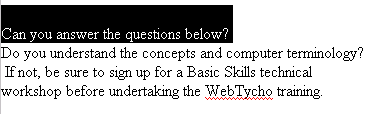 Can you answer the questions below?
Do you understand the concepts and computer terminology?
If not, be sure to sign up for a Basic Skills technical
workshop before undertaking the WebTycho training.